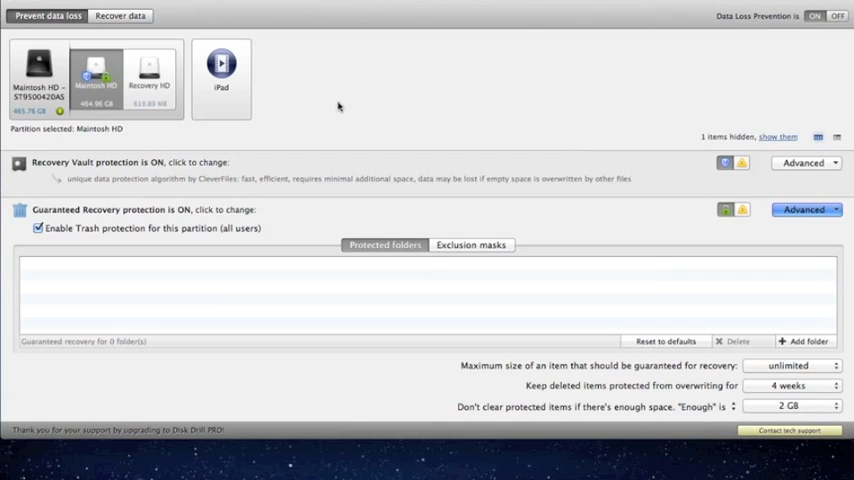 Prevent data loss Recover data Data Loss Prevention is ON OFF
Maintosh HD - ST9500420AS
465.76 GB
Maintosh HD
464.96 GB
Recovery HD
619.89 MB
iPad
Partition selected: Maintosh HD
1 items hidden, show them
Recovery Vault protection is ON, click to change: Advanced
unique data protection algorithm by CleverFiles: fast, efficient, requires minimal additional space, data may be lost if empty space is overwritten by other files
Guaranteed Recovery protection is ON, click to change: Advanced
Enable Trash protection for this partition (all users)
Protected folders Exclusion masks
Guaranteed recovery for 0 folder(s) Reset to defaults Delete Add folder
Maximum size of an item that should be guaranteed for recovery: unlimited
Keep deleted items protected from overwriting for 4 weeks
Don't clear protected items if there's enough space. "Enough" is 2 GB
Thank you for your support by upgrading to Disk Drill PRO! Contact tech support